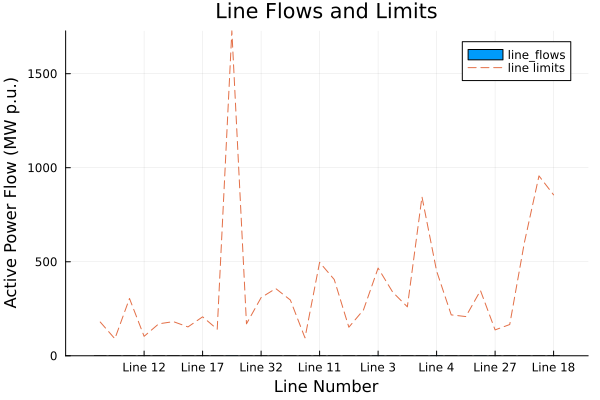 Line Flows and Limits
Active Power Flow (MW p.u.)
1500
1000
500
0
line_flows
line limits
Line 12 Line 17 Line 32 Line 11 Line 3 Line 4 Line 27 Line 18
Line Number